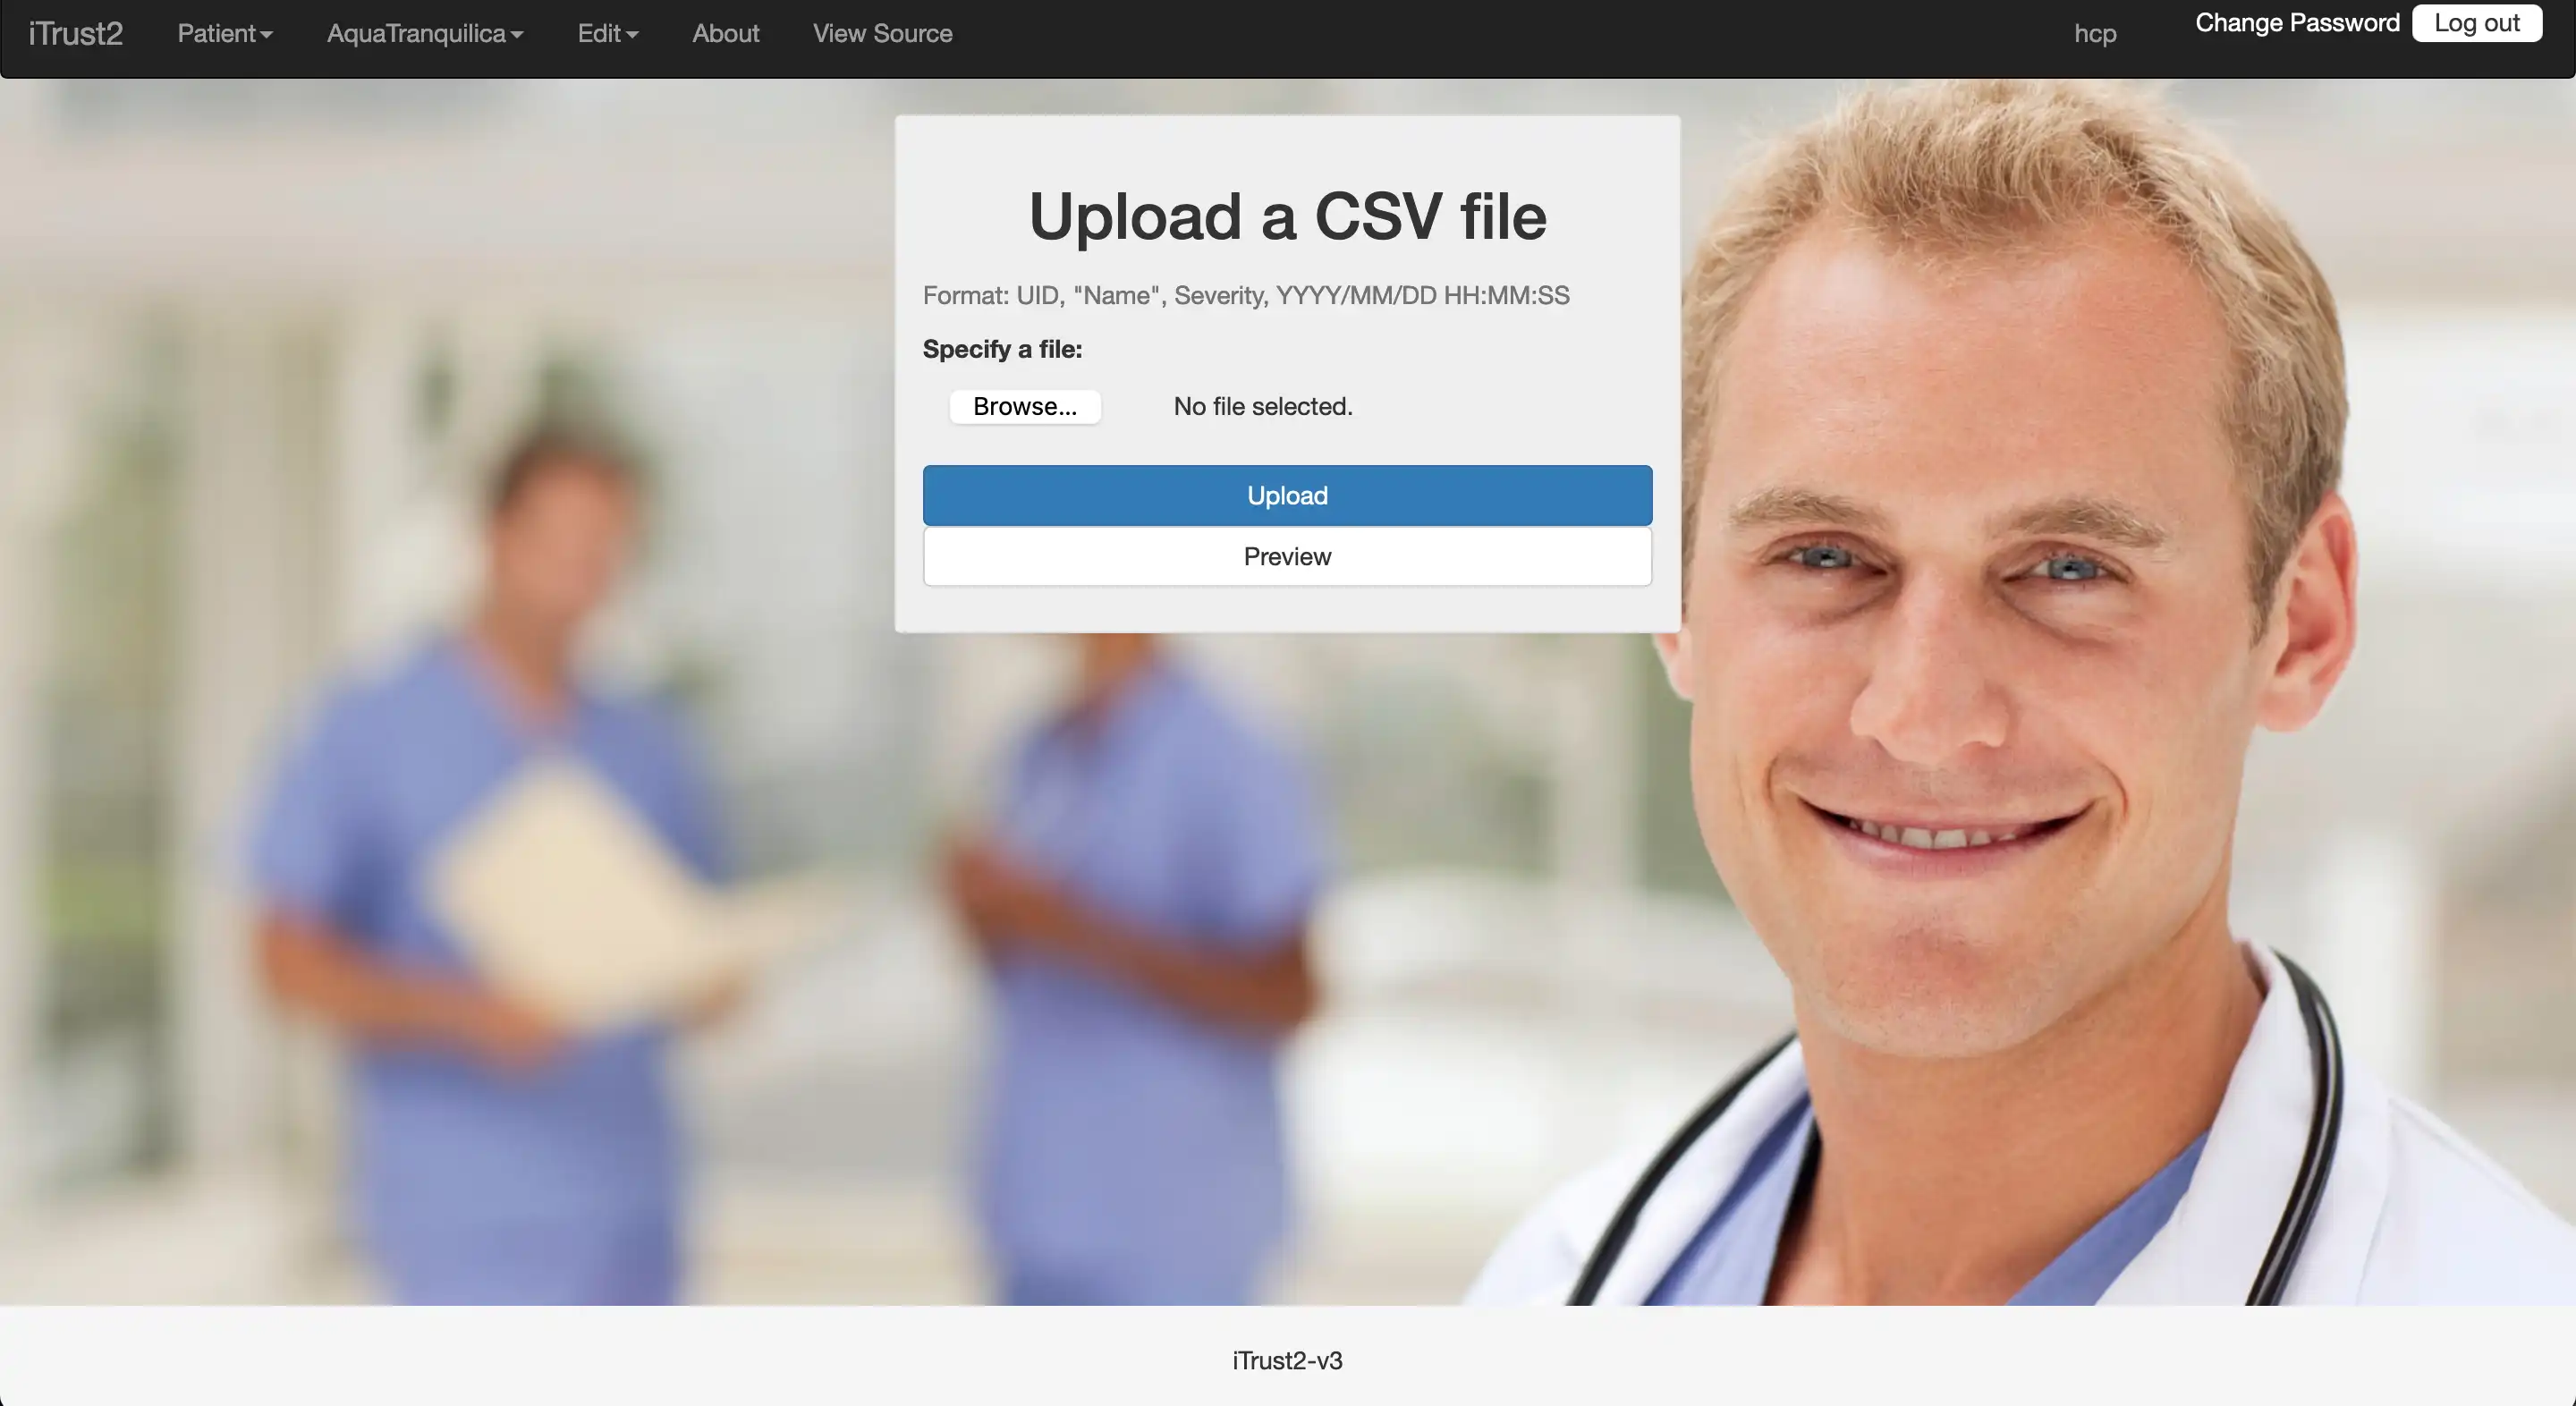 iTrust2 Patient AquaTranquilica Edit About View Source hcp Change Password Log out
Upload a CSV file
Format: UID, "Name", Severity, YYYY/MM/DD HH:MM:SS
Specify a file:
Browse... No file selected.
Upload
Preview
iTrust2-v3